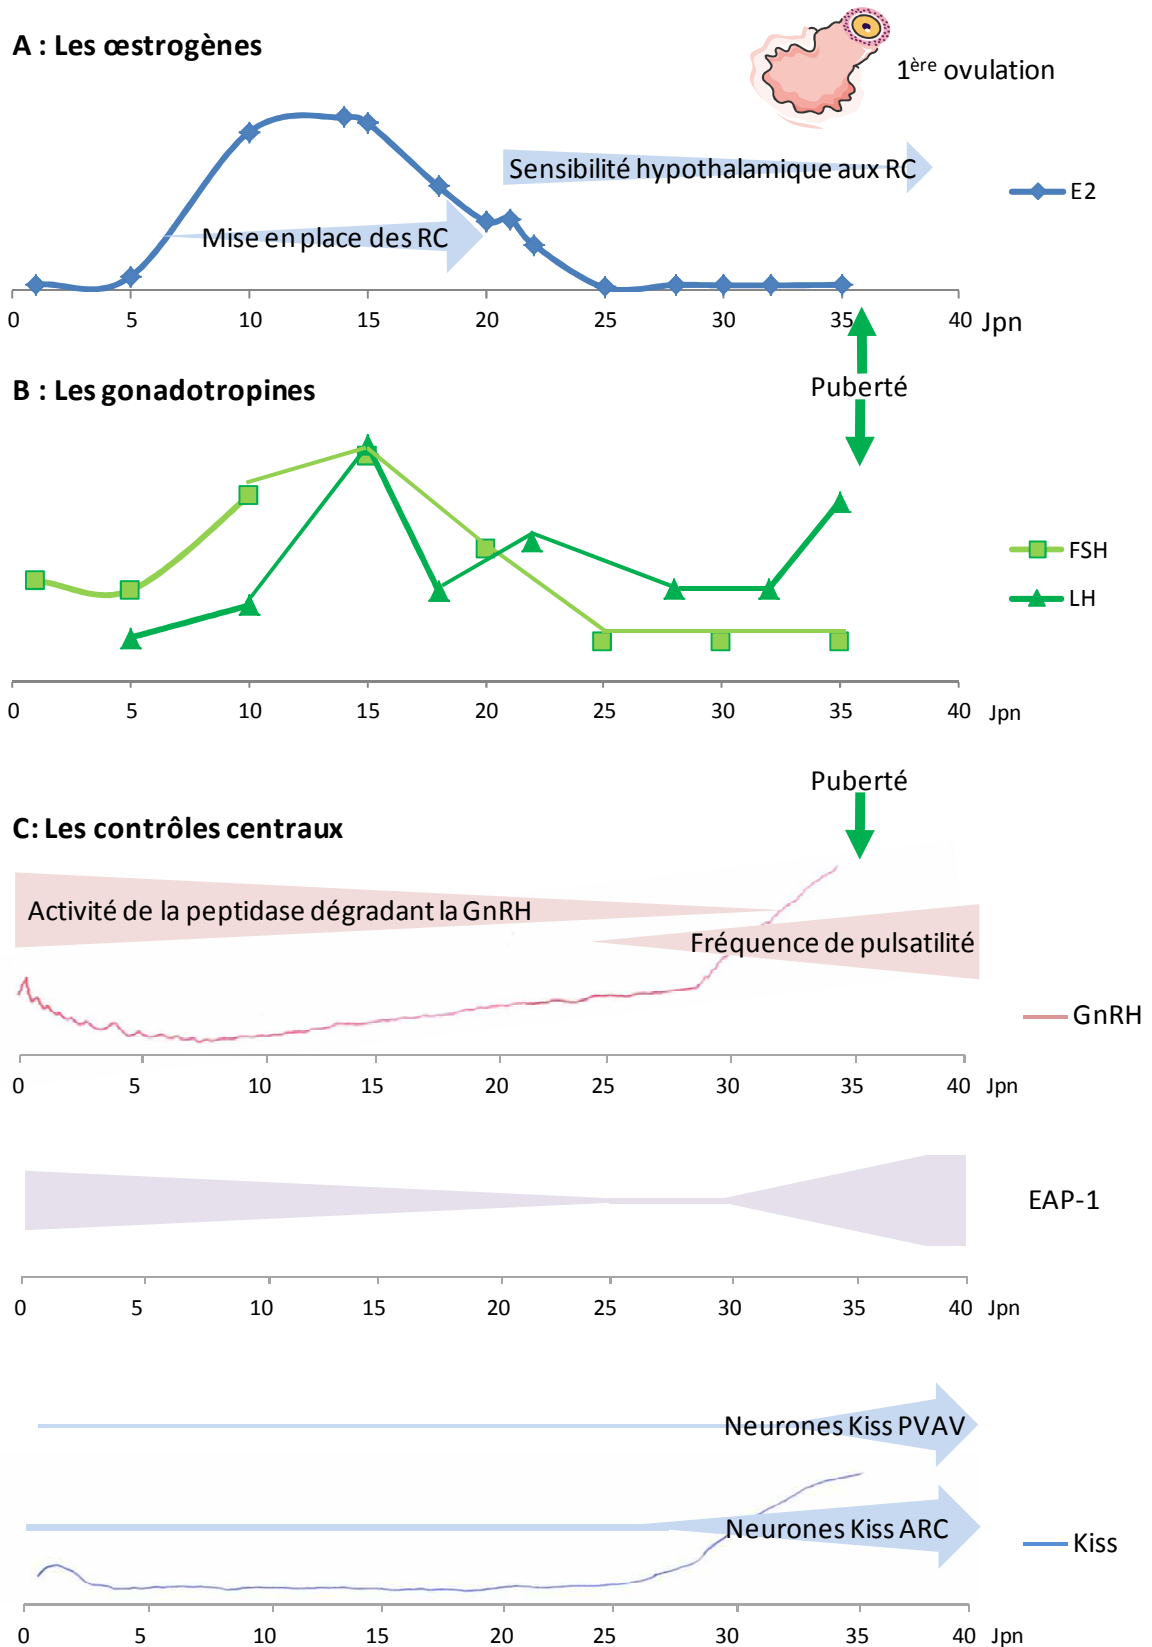 A : Les œstrogènes
1ère ovulation
Sensibilité hypothalamique aux RC
E2
Mise en place des RC
0 5 10 15 20 25 30 35 40 Jpn
B : Les gonadotropines
Puberté
FSH
LH
0 5 10 15 20 25 30 35 40 Jpn
Puberté
C: Les contrôles centraux
Activité de la peptidase dégradant la GnRH
Fréquence de pulsatilité
GnRH
0 5 10 15 20 25 30 35 40 Jpn
EAP-1
0 5 10 15 20 25 30 35 40 Jpn
Neurones Kiss PVAV
Neurones Kiss ARC
Kiss
0 5 10 15 20 25 30 35 40 Jpn